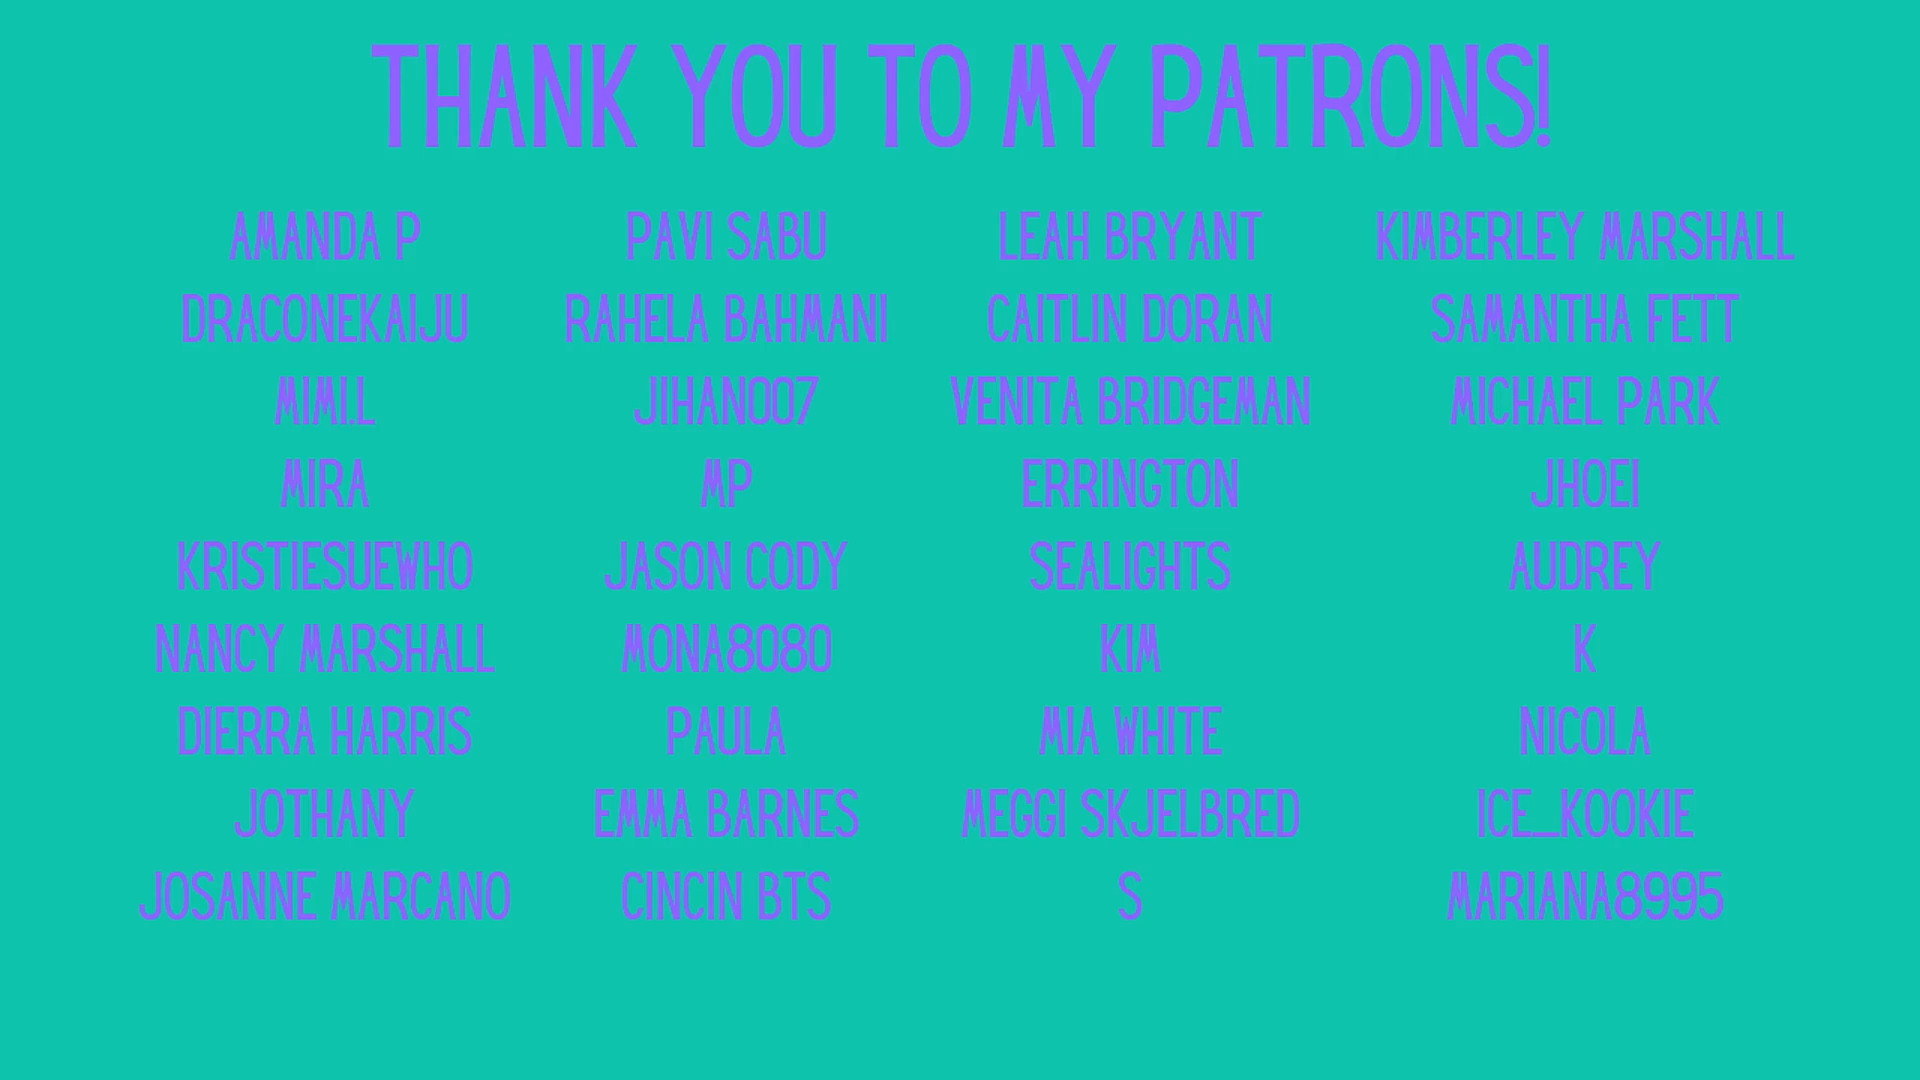 THANK YOU TO MY PATRONS!
AMANDA P PAVI SABU LEAH BRYANT KIMBERLEY MARSHALL
DRACONEKAIJU RAHELA BAHMANI CAITLIN DORAN SAMANTHA FETT
MIMI.L JIHAN007 VENITA BRIDGEMAN MICHAEL PARK
MIRA MP ERRINGTON JHOEI
KRISTIESUEWHO JASON CODY SEALIGHTS AUDREY
NANCY MARSHALL MONA8080 KIM K
DIERRA HARRIS PAULA MIA WHITE NICOLA
JOTHANY EMMA BARNES MEGGI SKJELBRED ICE_KOOKIE
JOSANNE MARCANO CINCIN BTS S MARIANA8995